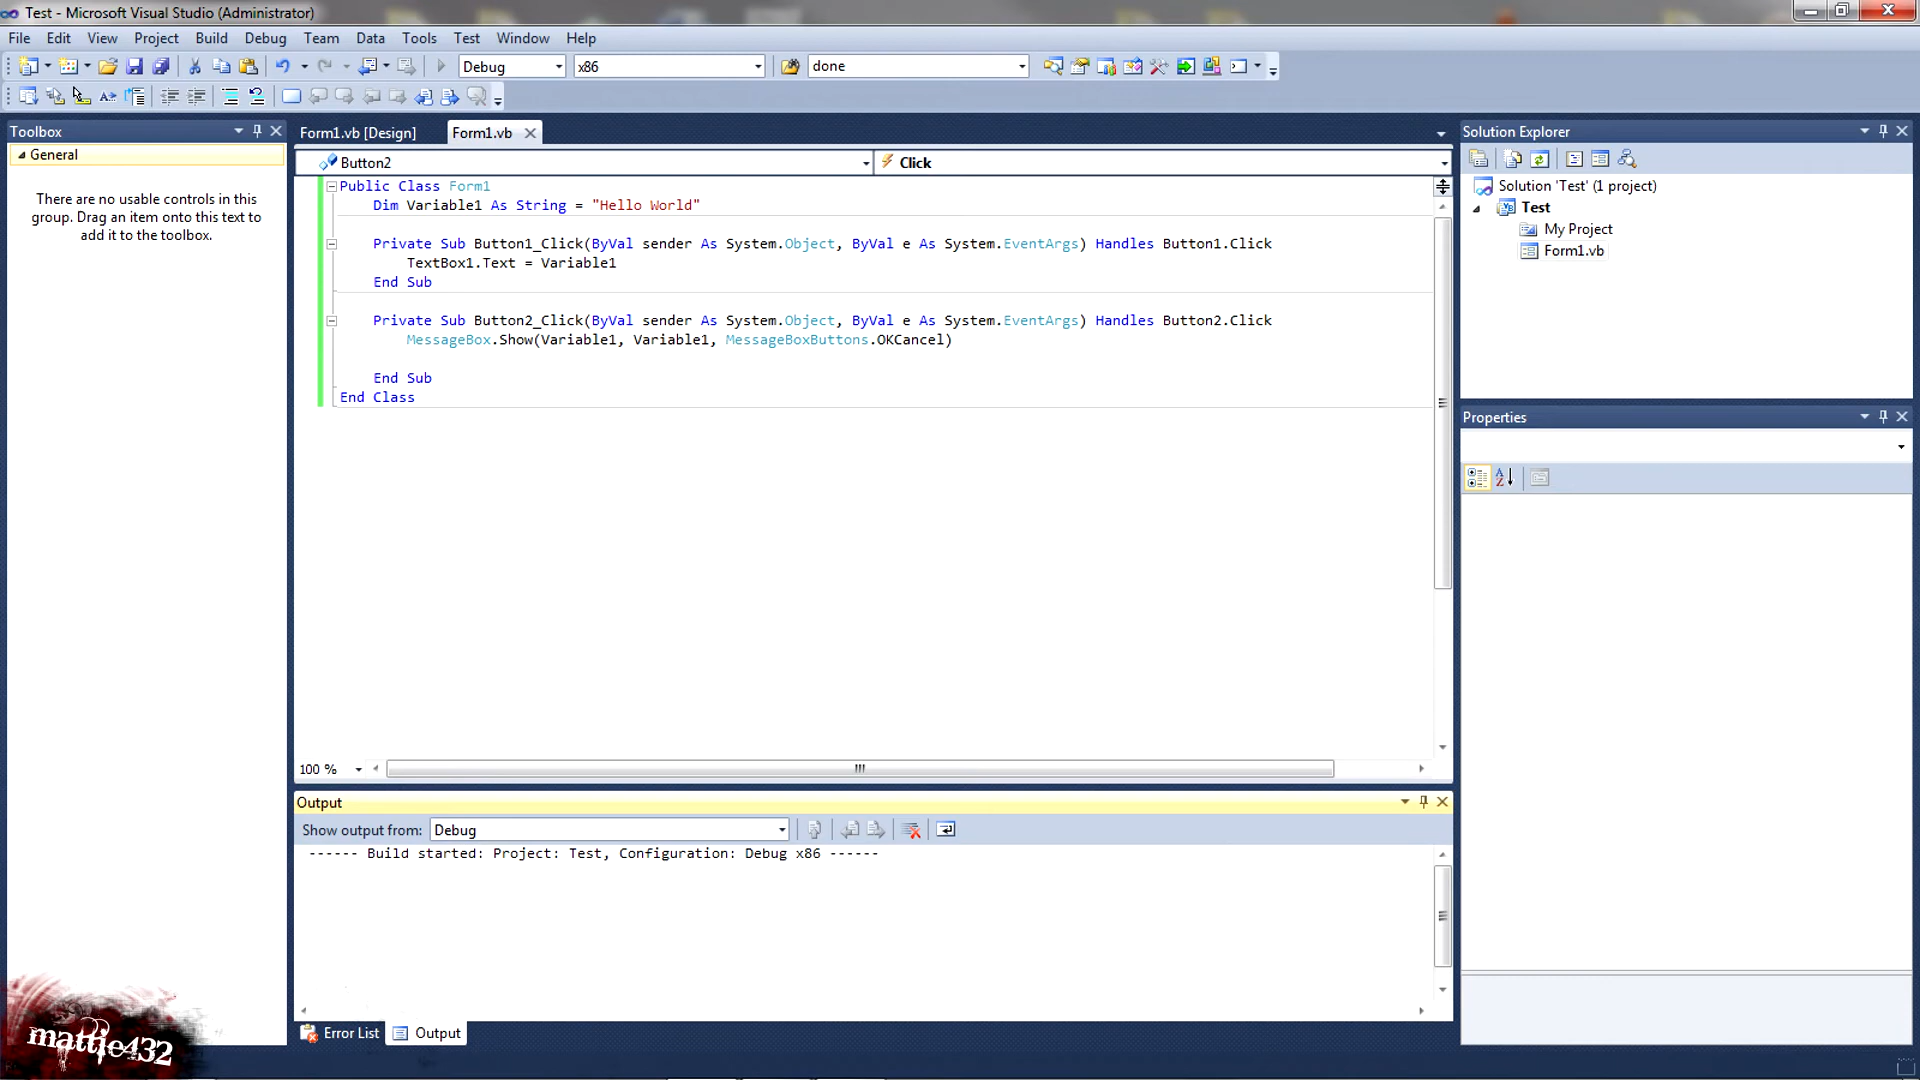 Test - Microsoft Visual Studio (Administrator)
File Edit View Project Build Debug Team Data Tools Test Window Help
Debug x86 done
Toolbox
General
There are no usable controls in this
group. Drag an item onto this text to
add it to the toolbox.
Form1.vb [Design] Form1.vb
Button2 Click
Public Class Form1
Dim Variable1 As String = "Hello World"
Private Sub Button1_Click(ByVal sender As System.Object, ByVal e As System.EventArgs) Handles Button1.Click
TextBox1.Text = Variable1
End Sub
Private Sub Button2_Click(ByVal sender As System.Object, ByVal e As System.EventArgs) Handles Button2.Click
MessageBox.Show(Variable1, Variable1, MessageBoxButtons.OKCancel)
End Sub
End Class
100 %
Output
Show output from: Debug
------ Build started: Project: Test, Configuration: Debug x86 ------
Error List Output
Solution Explorer
Solution 'Test' (1 project)
Test
My Project
Form1.vb
Properties
mattie432